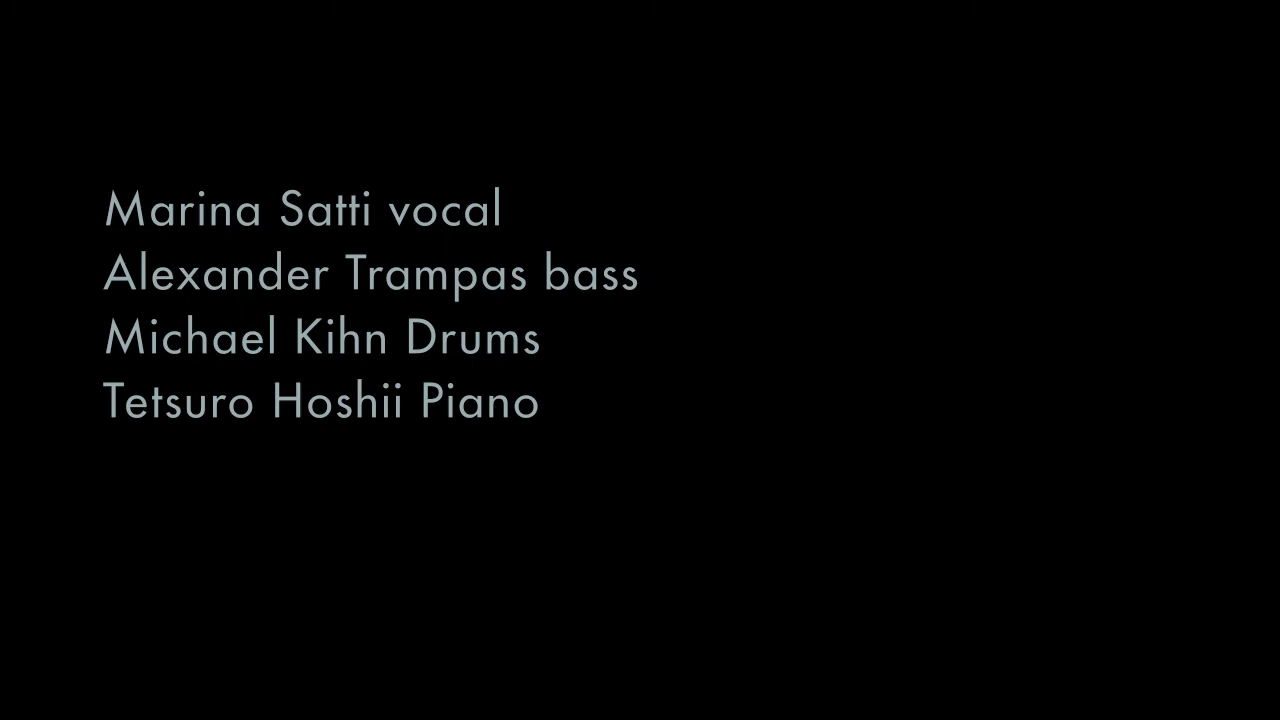 Marina Satti vocal
Alexander Trampas bass
Michael Kihn Drums
Tetsuro Hoshii Piano